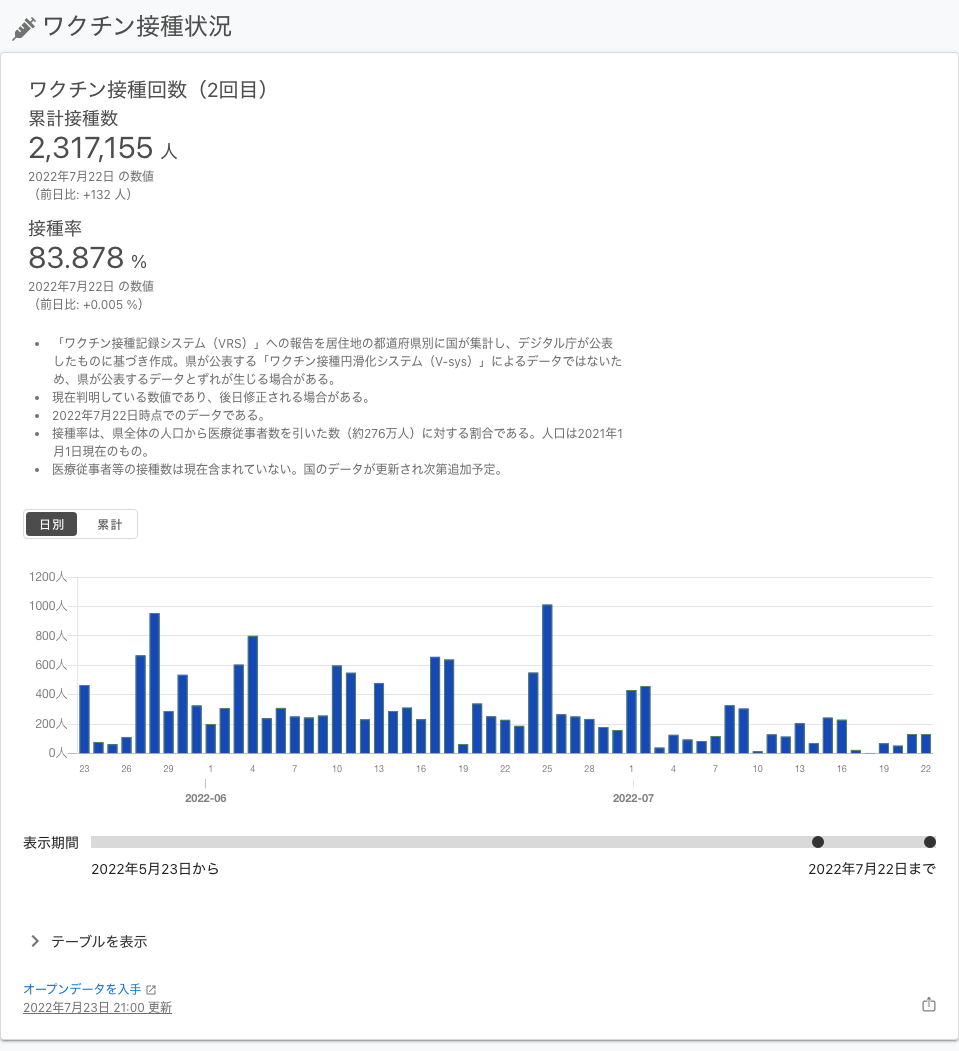 ワクチン接種状況
ワクチン接種回数（2回目）
累計接種数
2,317,155 人
2022年7月22日 の数値
（前日比: +132 人）
接種率
83.878 %
2022年7月22日 の数値
（前日比: +0.005 %）
• 「ワクチン接種記録システム（VRS）」への報告を居住地の都道府県別に国が集計し、デジタル庁が公表
したものに基づき作成。県が公表する「ワクチン接種円滑化システム（V-sys）」によるデータではないた
め、県が公表するデータとずれが生じる場合がある。
• 現在判明している数値であり、後日修正される場合がある。
• 2022年7月22日時点でのデータである。
• 接種率は、県全体の人口から医療従事者数を引いた数（約276万人）に対する割合である。人口は2021年1
月1日現在のもの。
• 医療従事者等の接種数は現在含まれていない。国のデータが更新され次第追加予定。
日別 累計
1200人
1000人
800人
600人
400人
200人
0人
23 26 29 1 4 7 10 13 16 19 22 25 28 1 4 7 10 13 16 19 22
2022-06 2022-07
表示期間
2022年5月23日から 2022年7月22日まで
テーブルを表示
オープンデータを入手
2022年7月23日 21:00 更新